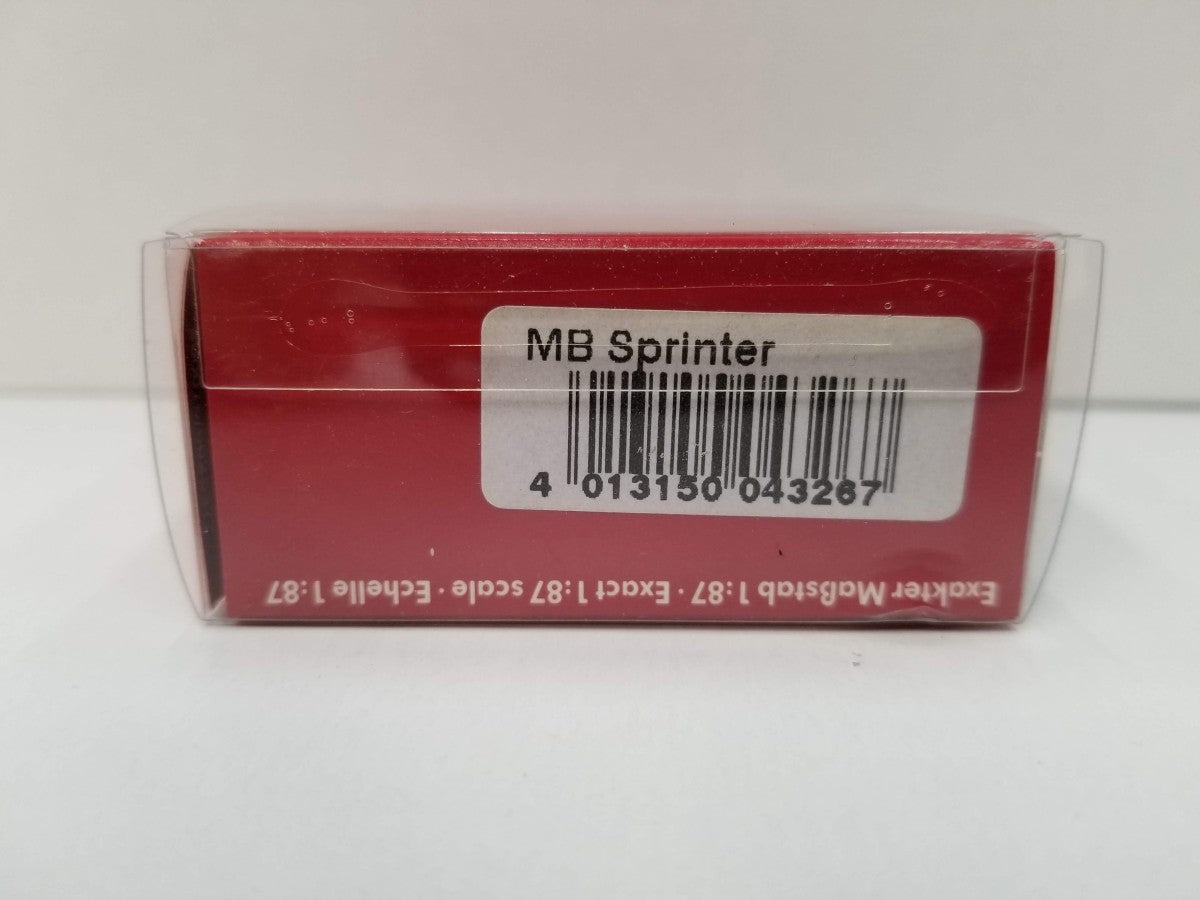 MB Sprinter
4 013150 043267
Exakter Maßstab 1:87 · Exact 1:87 scale · Echelle 1:87